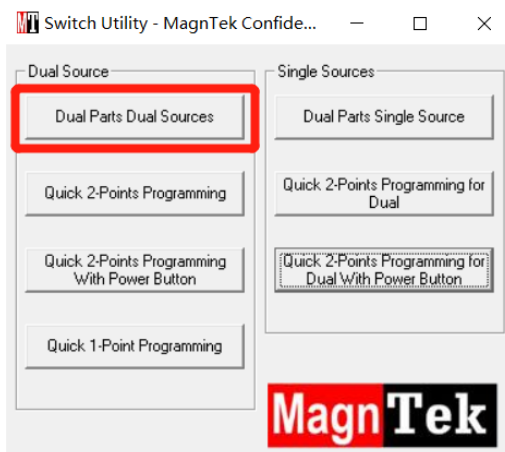 Switch Utility - MagnTek Confide...
Dual Source
Dual Parts Dual Sources
Quick 2-Points Programming
Quick 2-Points Programming
With Power Button
Quick 1-Point Programming
Single Sources
Dual Parts Single Source
Quick 2-Points Programming for
Dual
Quick 2-Points Programming for
Dual With Power Button
MagnTek